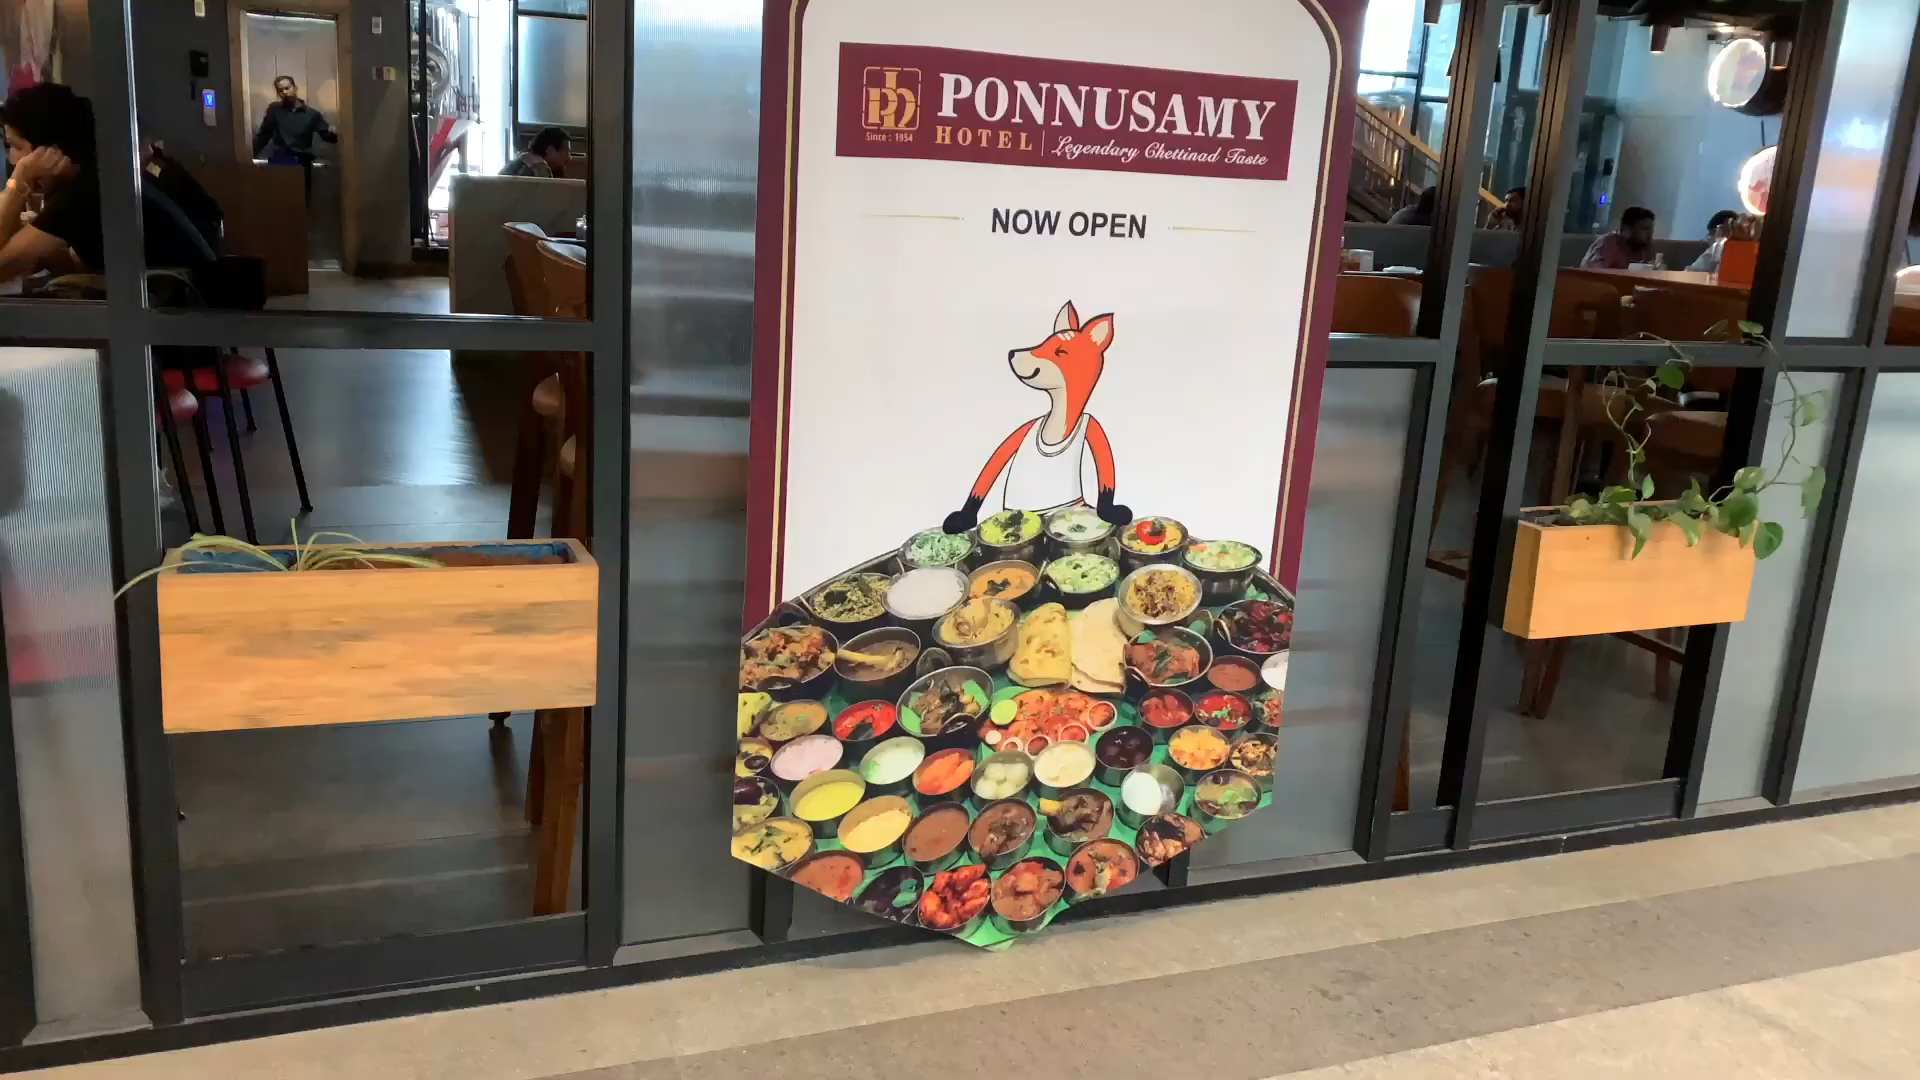 PONNUSAMY
HOTEL
Legendary Chettinad Taste
Since : 1954
NOW OPEN